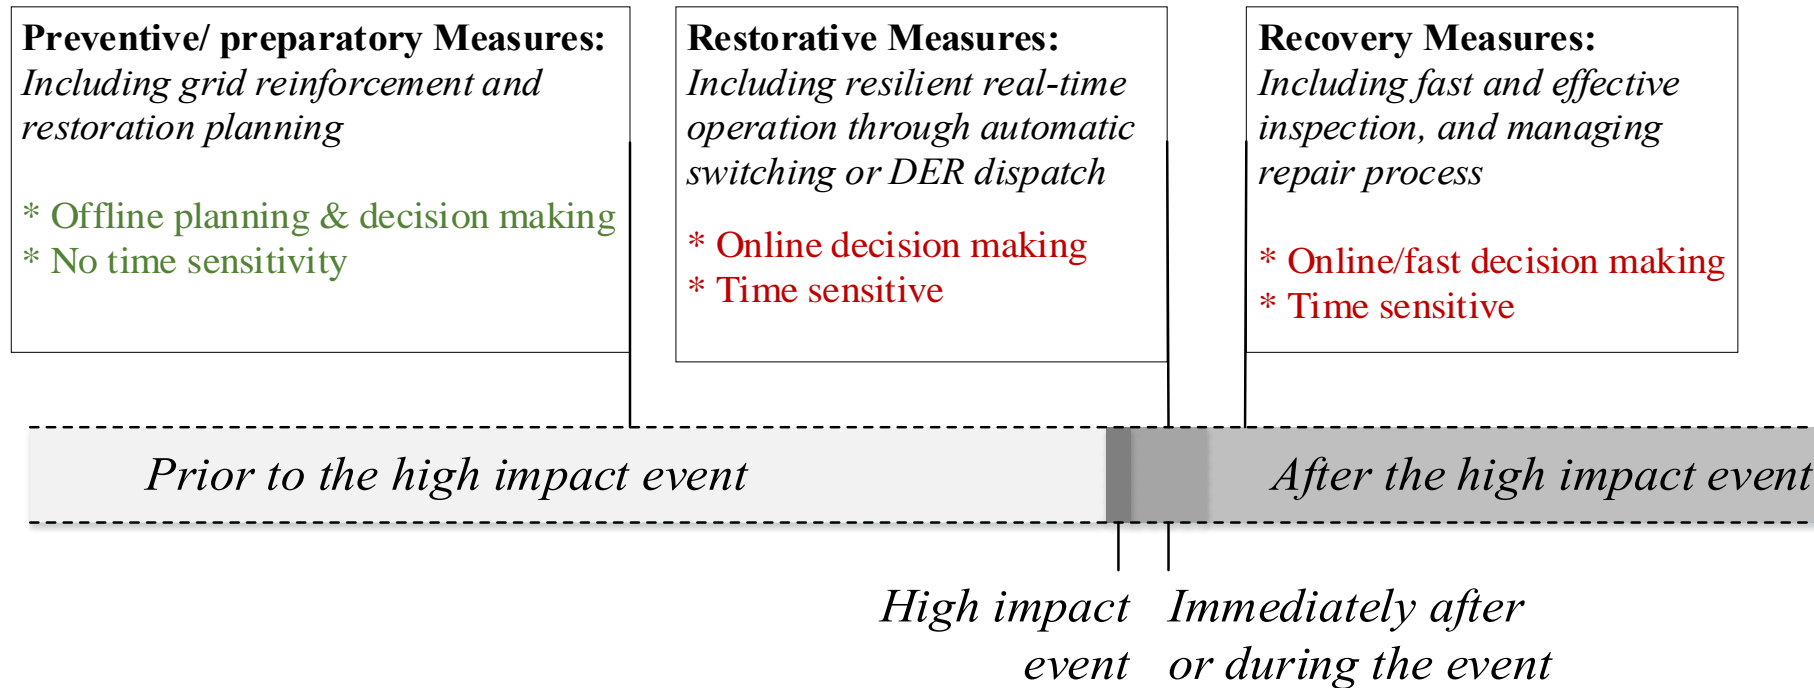 Preventive/ preparatory Measures:
Including grid reinforcement and
restoration planning
* Offline planning & decision making
* No time sensitivity
Restorative Measures:
Including resilient real-time
operation through automatic
switching or DER dispatch
* Online decision making
* Time sensitive
Recovery Measures:
Including fast and effective
inspection, and managing
repair process
* Online/fast decision making
* Time sensitive
Prior to the high impact event
After the high impact event
High impact
event
Immediately after
or during the event